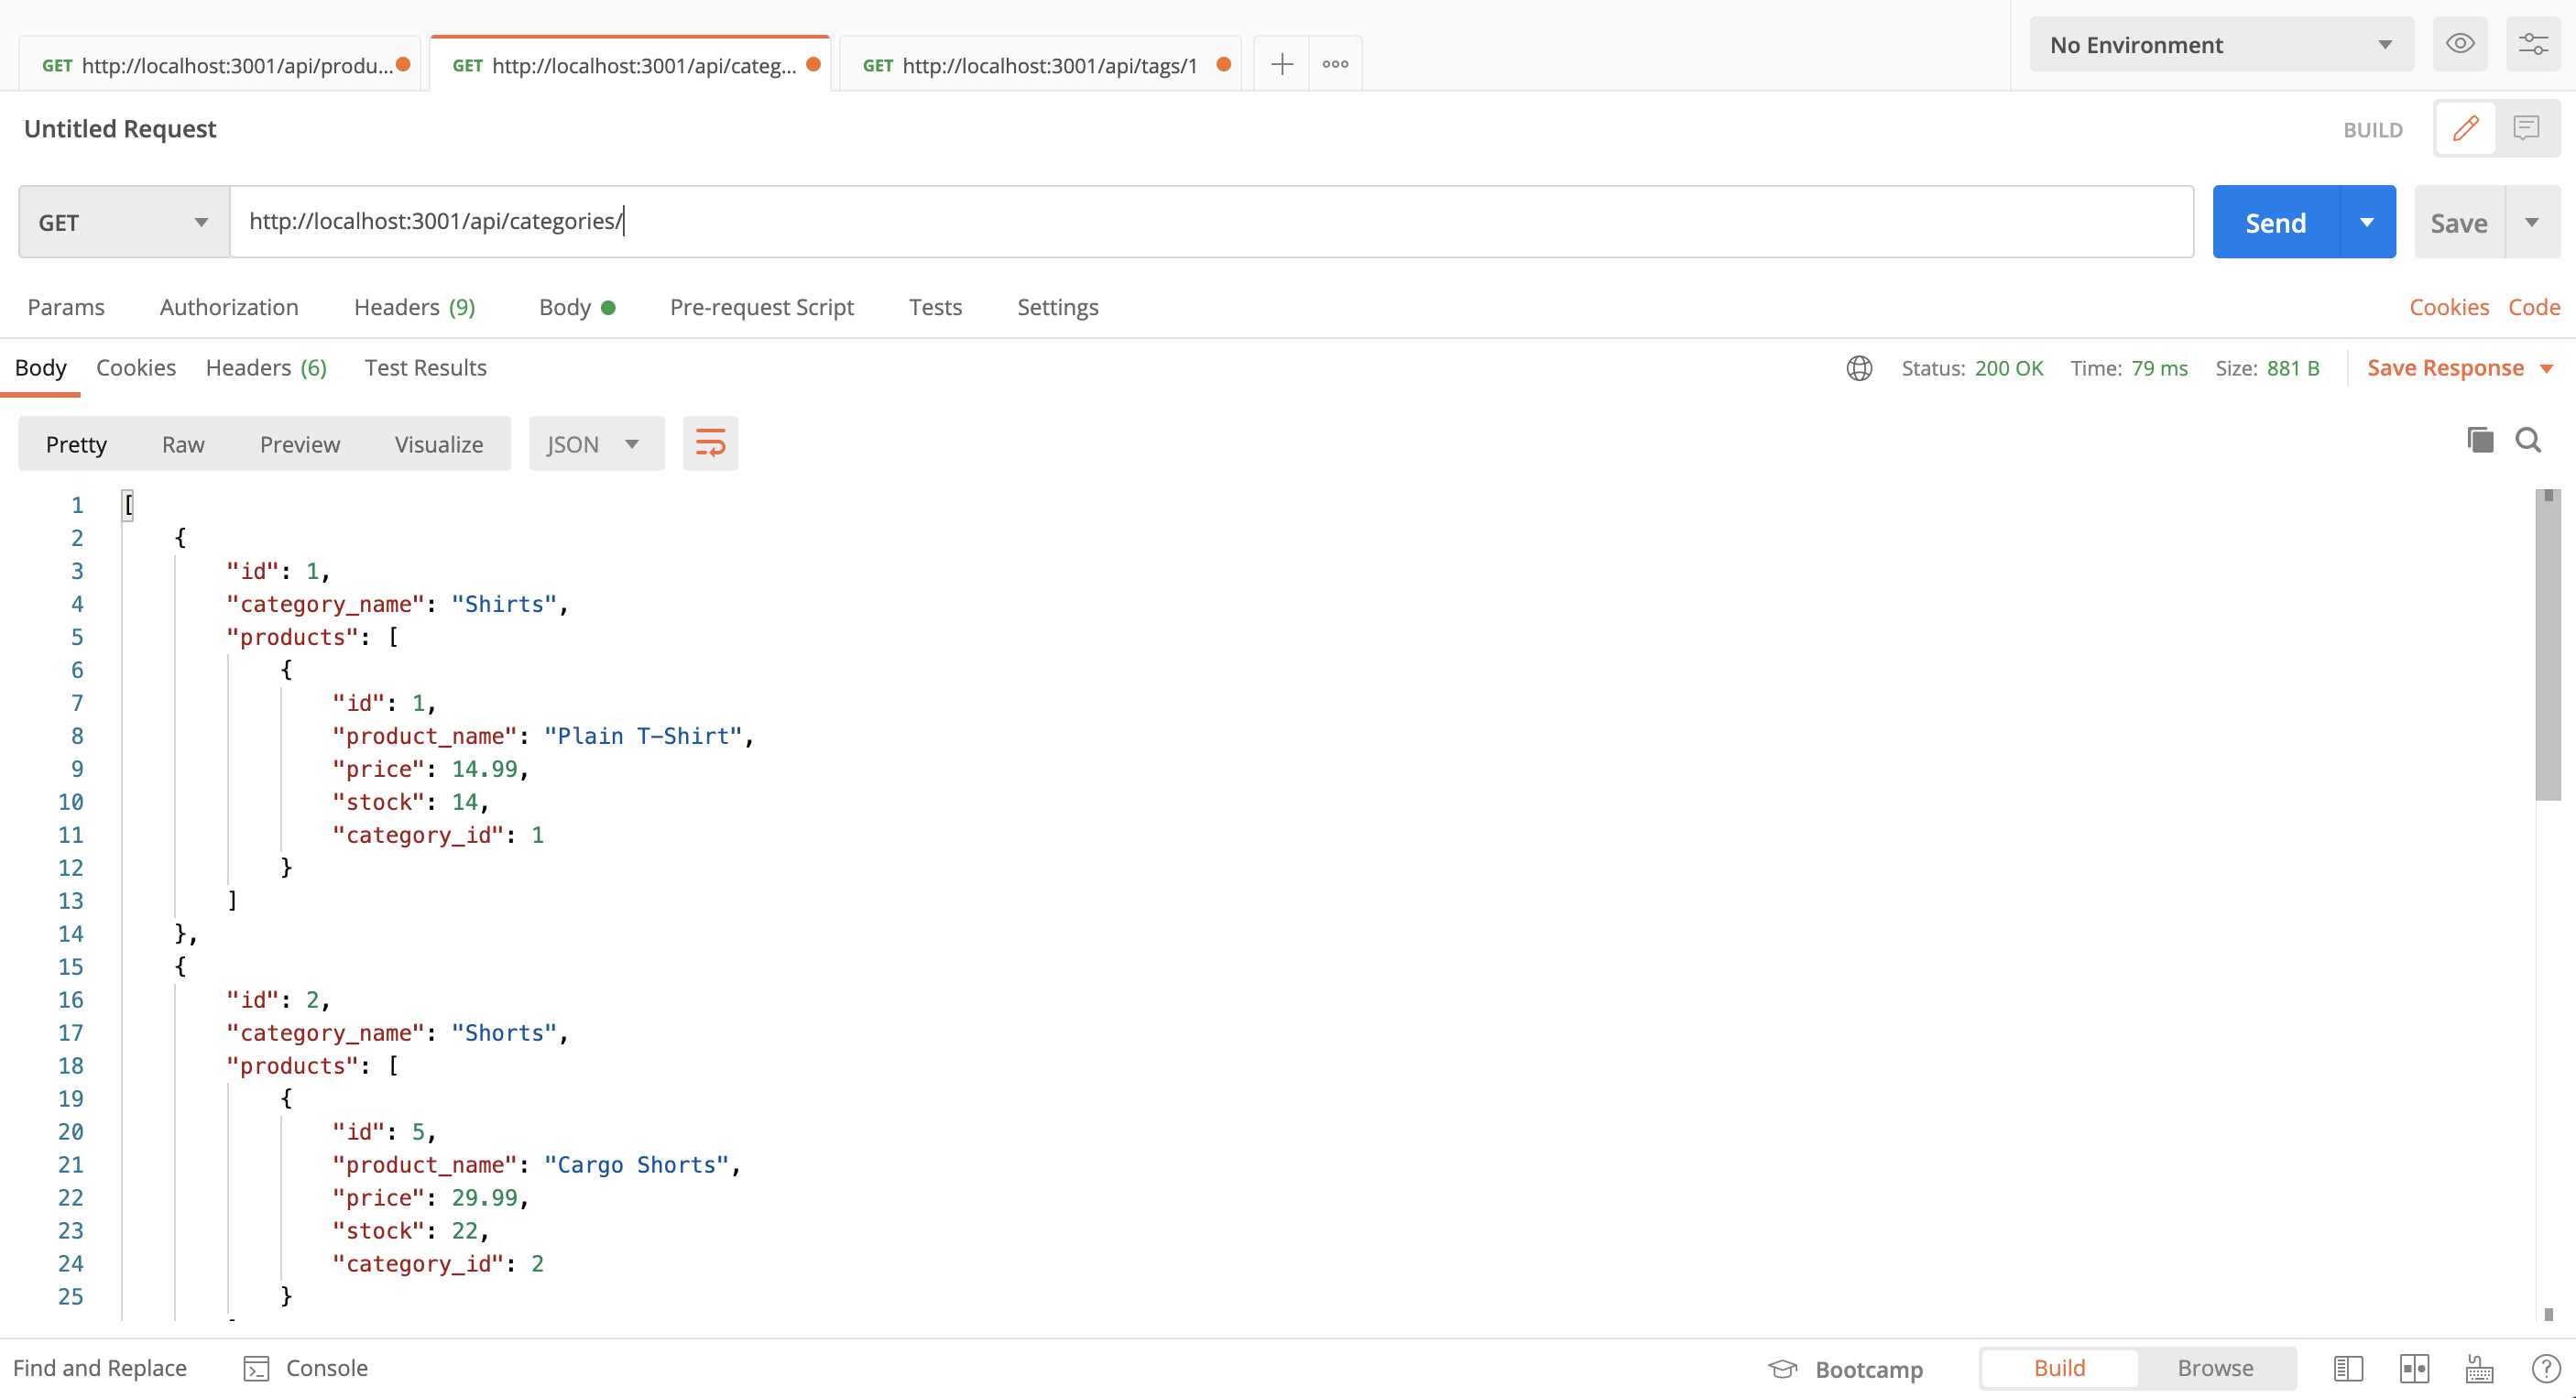 GET http://localhost:3001/api/produ... GET http://localhost:3001/api/categ... GET http://localhost:3001/api/tags/1 No Environment
Untitled Request BUILD
GET http://localhost:3001/api/categories/ Send Save
Params Authorization Headers (9) Body Pre-request Script Tests Settings Cookies Code
Body Cookies Headers (6) Test Results Status: 200 OK Time: 79 ms Size: 881 B Save Response
Pretty Raw Preview Visualize JSON
1 [
2 {
3 "id": 1,
4 "category_name": "Shirts",
5 "products": [
6 {
7 "id": 1,
8 "product_name": "Plain T-Shirt",
9 "price": 14.99,
10 "stock": 14,
11 "category_id": 1
12 }
13 ]
14 },
15 {
16 "id": 2,
17 "category_name": "Shorts",
18 "products": [
19 {
20 "id": 5,
21 "product_name": "Cargo Shorts",
22 "price": 29.99,
23 "stock": 22,
24 "category_id": 2
25 }
Find and Replace Console Bootcamp Build Browse